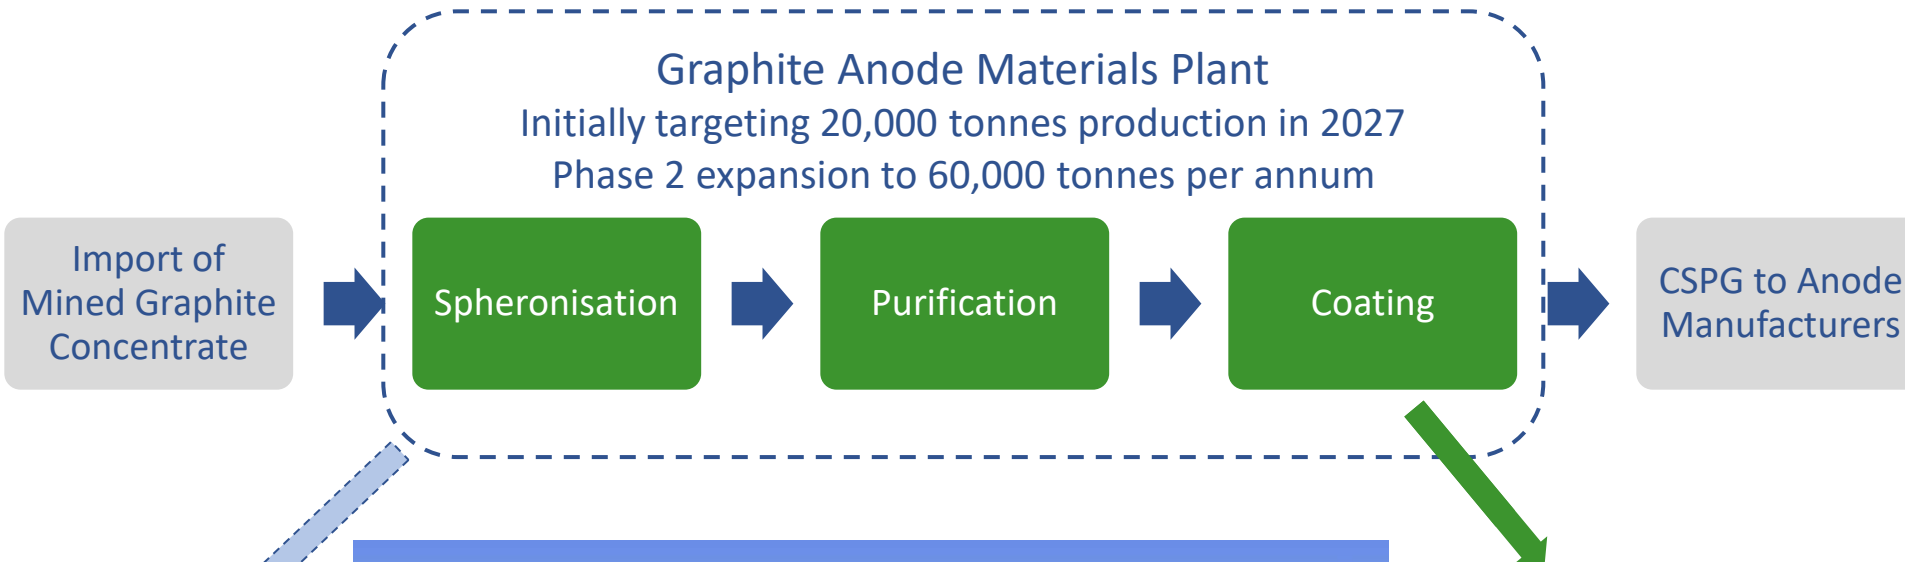 Graphite Anode Materials Plant
Initially targeting 20,000 tonnes production in 2027
Phase 2 expansion to 60,000 tonnes per annum
Import of
Mined Graphite
Concentrate
Spheronisation
Purification
Coating
CSPG to Anode
Manufacturers